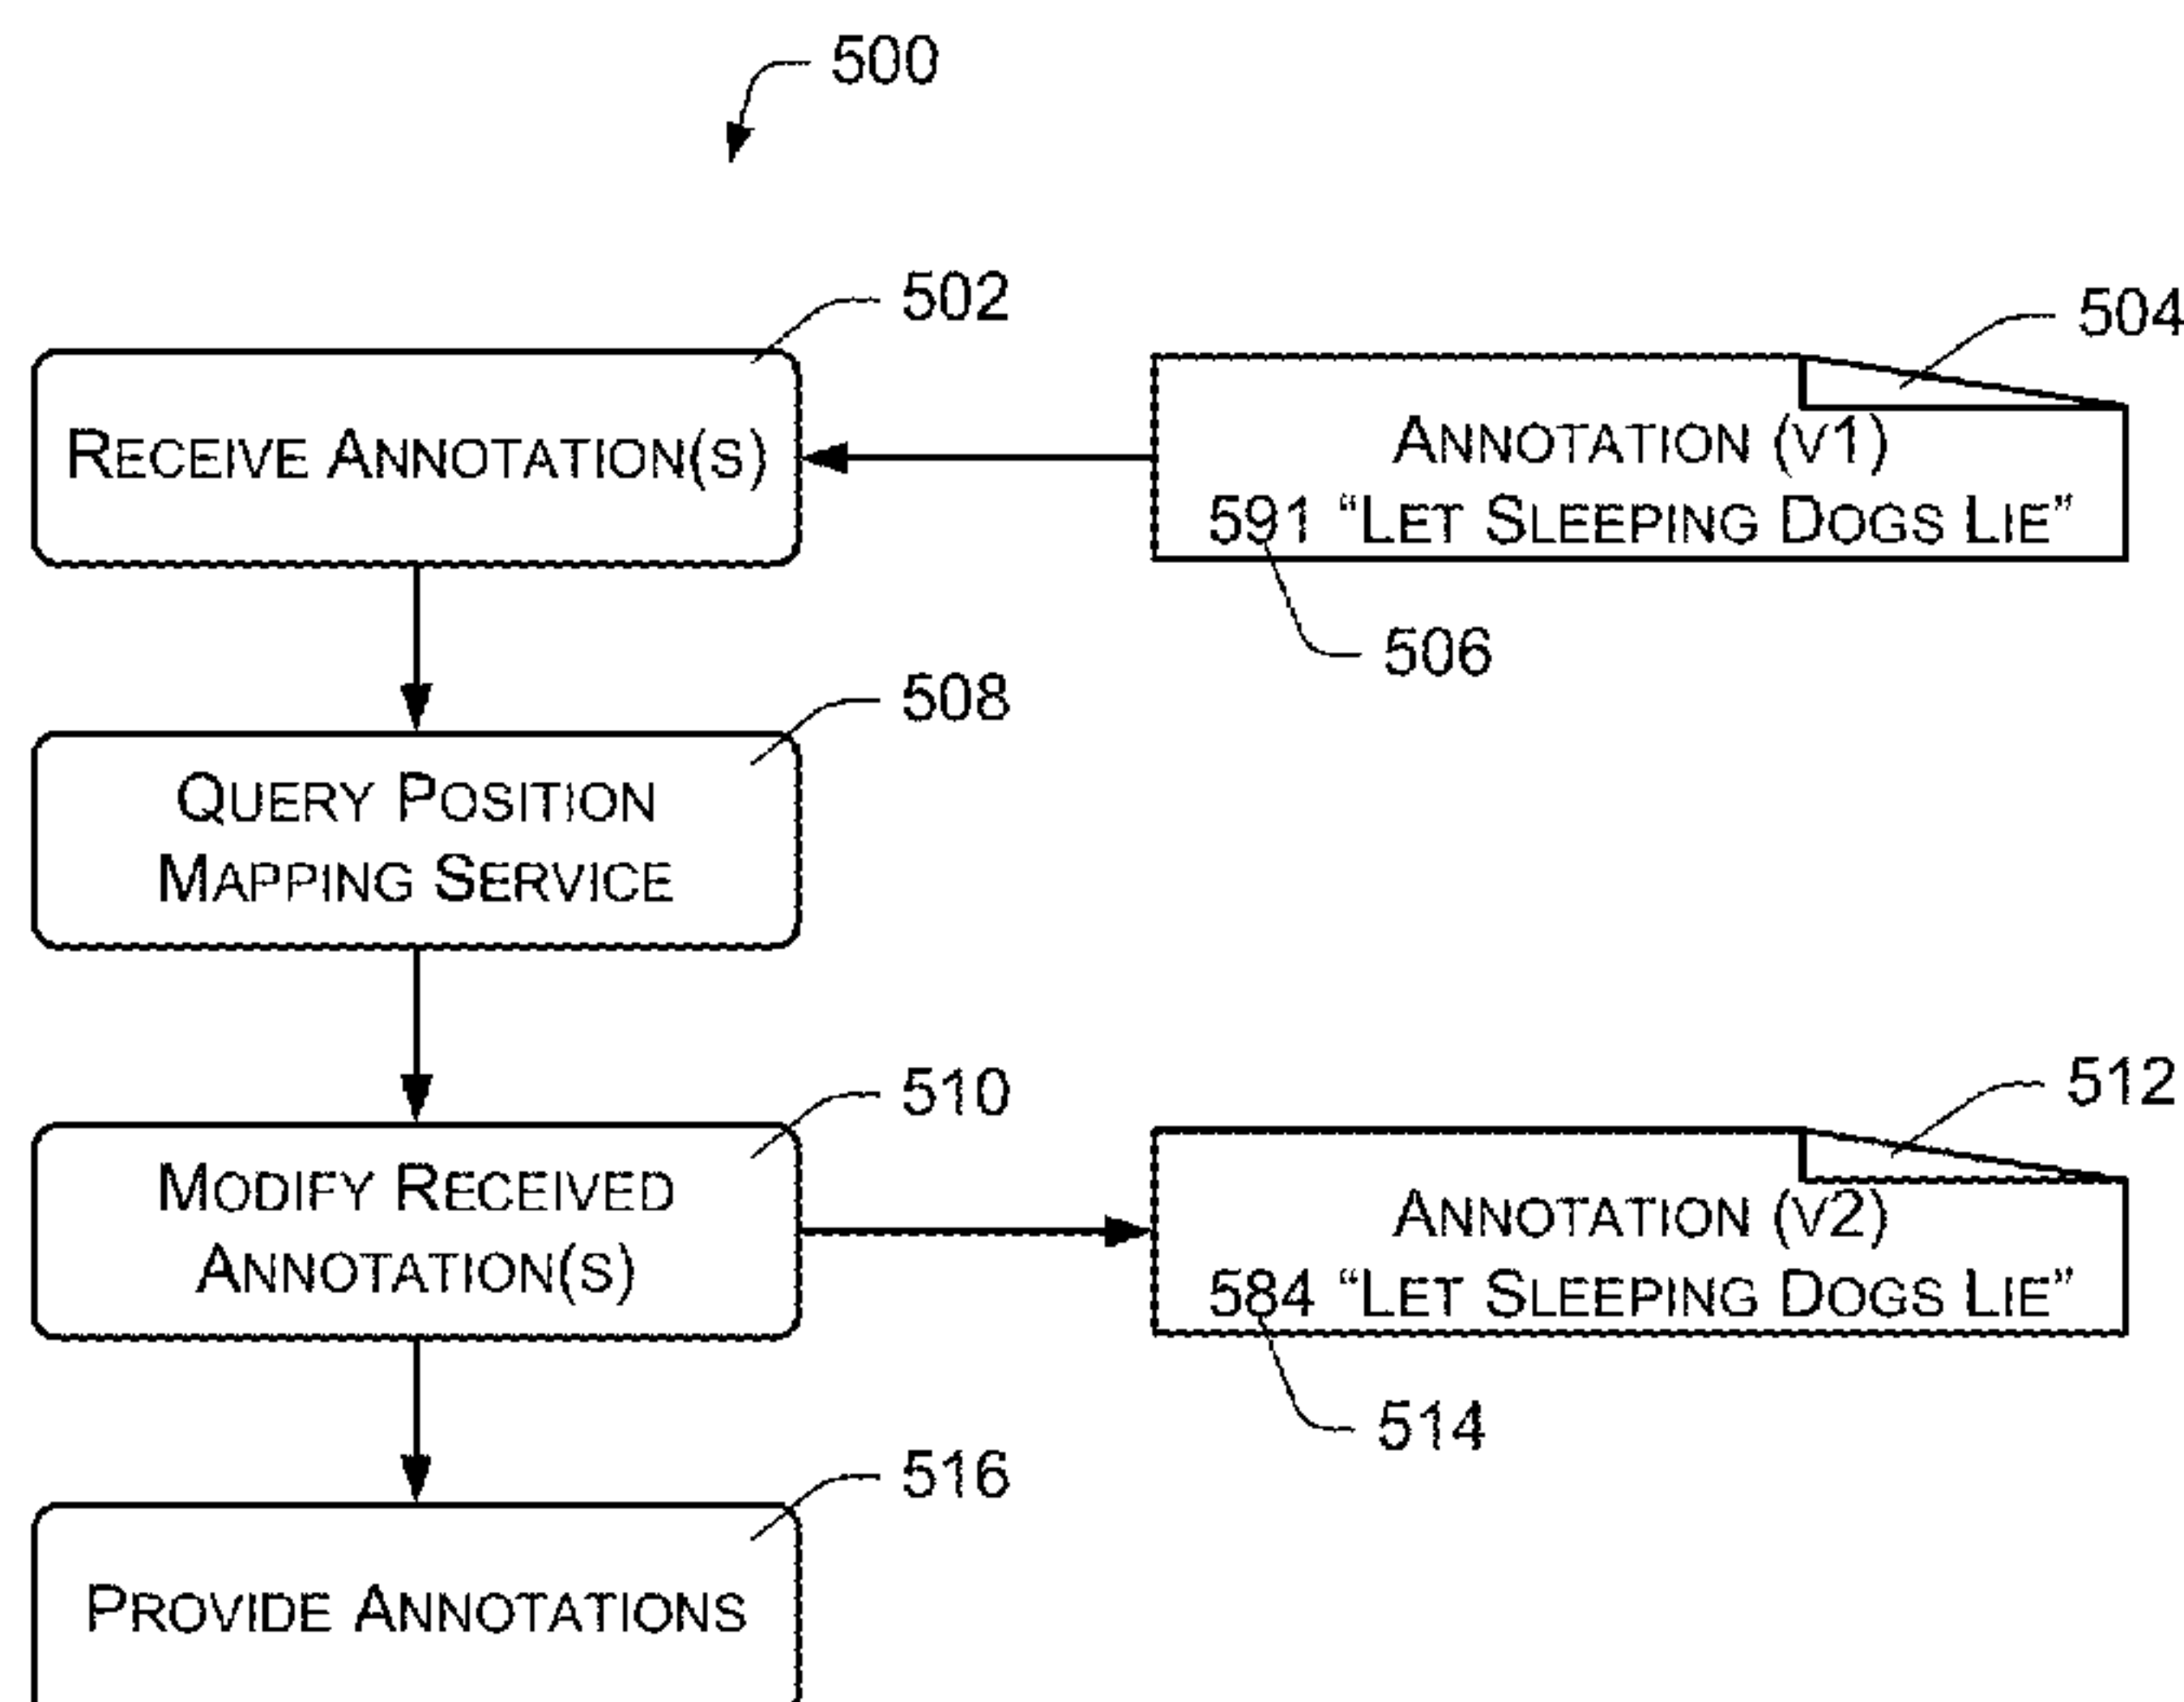 500
502
504
RECEIVE ANNOTATION(S)
ANNOTATION (V1)
591 “LET SLEEPING DOGS LIE”
506
508
QUERY POSITION
MAPPING SERVICE
510
512
MODIFY RECEIVED
ANNOTATION(S)
ANNOTATION (V2)
584 “LET SLEEPING DOGS LIE”
514
516
PROVIDE ANNOTATIONS